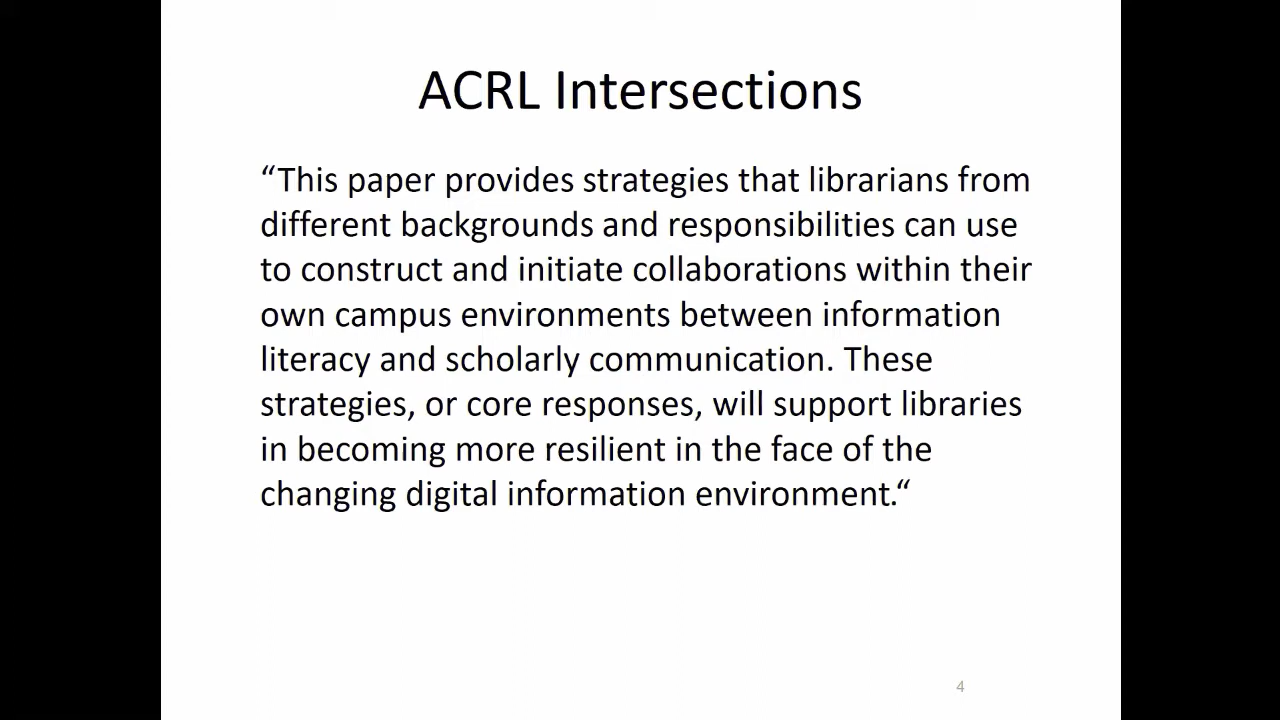 ACRL Intersections
“This paper provides strategies that librarians from
different backgrounds and responsibilities can use
to construct and initiate collaborations within their
own campus environments between information
literacy and scholarly communication. These
strategies, or core responses, will support libraries
in becoming more resilient in the face of the
changing digital information environment.“
4